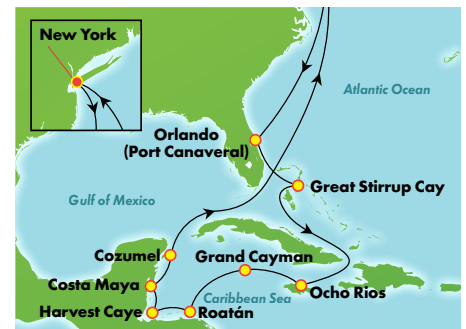 New York
Atlantic Ocean
Orlando
(Port Canaveral)
Great Stirrup Cay
Gulf of Mexico
Cozumel
Grand Cayman
Costa Maya
Ocho Rios
Caribbean Sea
Harvest Caye
Roatán